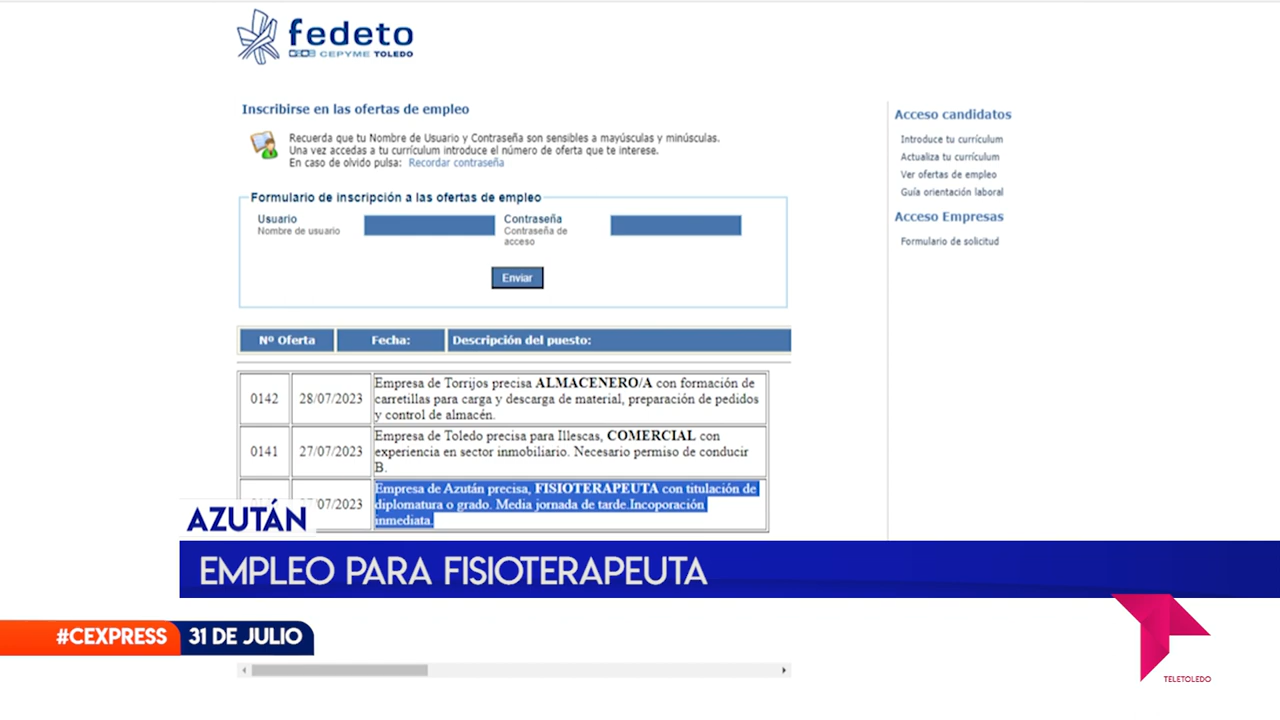 fedeto
CEOE CEPYME TOLEDO
Inscribirse en las ofertas de empleo
Recuerda que tu Nombre de Usuario y Contraseña son sensibles a mayúsculas y minúsculas.
Una vez accedas a tu currículum introduce el número de oferta que te interese.
En caso de olvido pulsa: Recordar contraseña
Formulario de inscripción a las ofertas de empleo
Usuario
Nombre de usuario
Contraseña
Contraseña de
acceso
Enviar
Acceso candidatos
Introduce tu currículum
Actualiza tu currículum
Ver ofertas de empleo
Guía orientación laboral
Acceso Empresas
Formulario de solicitud
Nº Oferta Fecha: Descripción del puesto:
0142 28/07/2023 Empresa de Torrijos precisa ALMACENERO/A con formación de
carretillas para carga y descarga de material, preparación de pedidos
y control de almacén.
0141 27/07/2023 Empresa de Toledo precisa para Illescas, COMERCIAL con
experiencia en sector inmobiliario. Necesario permiso de conducir
B.
7/07/2023 Empresa de Azután precisa, FISIOTERAPEUTA con titulación de
diplomatura o grado. Media jornada de tarde.Incoporación
inmediata.
AZUTÁN
EMPLEO PARA FISIOTERAPEUTA
#CEXPRESS 31 DE JULIO
TELETOLEDO